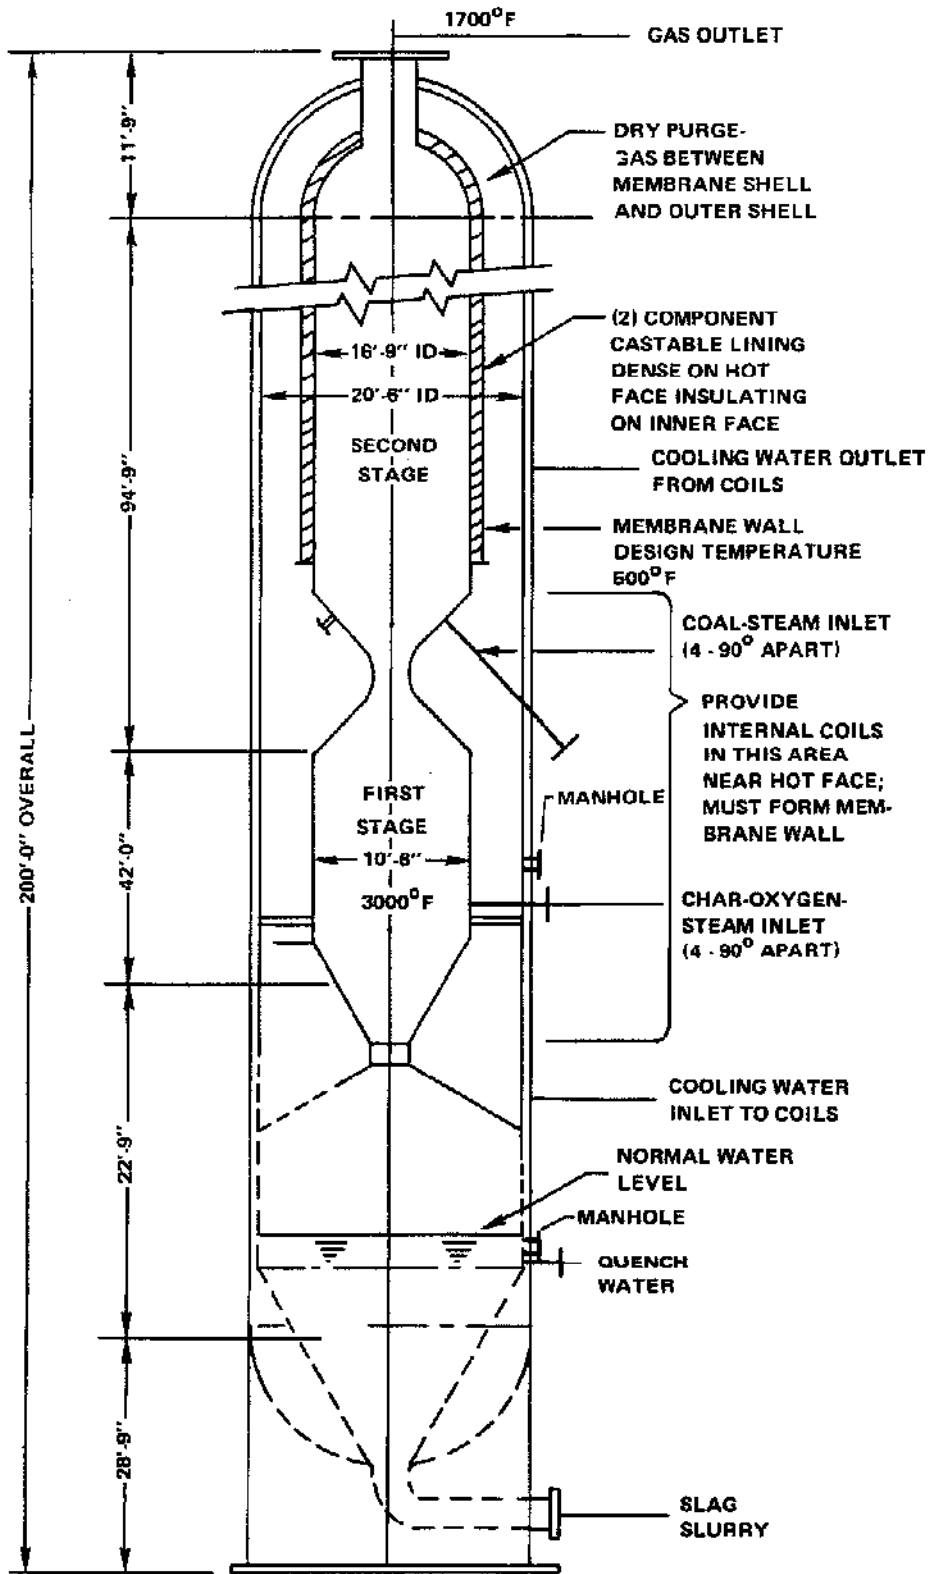 1700°F
GAS OUTLET
11'-9"
DRY PURGE-
GAS BETWEEN
MEMBRANE SHELL
AND OUTER SHELL
(2) COMPONENT
CASTABLE LINING
DENSE ON HOT
FACE INSULATING
ON INNER FACE
16'-9" ID
20'-6" ID
SECOND
STAGE
COOLING WATER OUTLET
FROM COILS
94'-9"
MEMBRANE WALL
DESIGN TEMPERATURE
600°F
COAL-STEAM INLET
(4 - 90° APART)
PROVIDE
INTERNAL COILS
IN THIS AREA
NEAR HOT FACE;
MUST FORM MEM-
BRANE WALL
200'-0" OVERALL
FIRST
STAGE
10'-6"
3000°F
MANHOLE
42'-0"
CHAR-OXYGEN-
STEAM INLET
(4 - 90° APART)
COOLING WATER
INLET TO COILS
22'-9"
NORMAL WATER
LEVEL
MANHOLE
QUENCH
WATER
28'-9"
SLAG
SLURRY